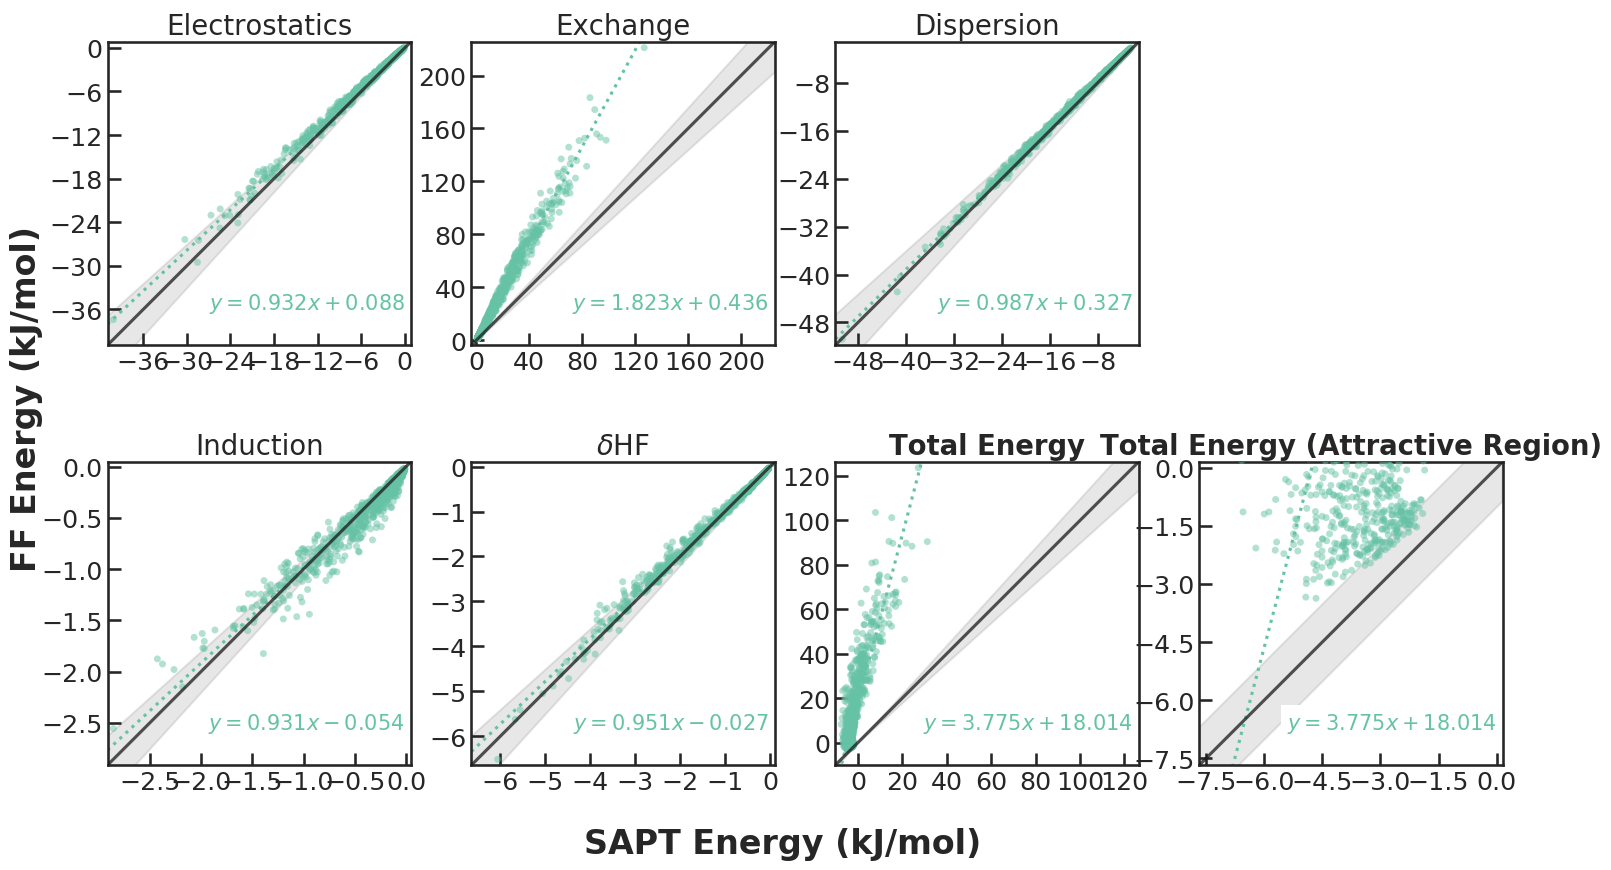 Electrostatics
Exchange
Dispersion
0
−6
−12
−18
−24
−30
−36
y = 0.932x + 0.088
−36 −30 −24 −18 −12 −6 0
200
160
120
80
40
0
y = 1.823x + 0.436
0 40 80 120 160 200
−8
−16
−24
−32
−40
−48
y = 0.987x + 0.327
−48 −40 −32 −24 −16 −8
FF Energy (kJ/mol)
Induction
δHF
Total Energy
Total Energy (Attractive Region)
0.0
−0.5
−1.0
−1.5
−2.0
−2.5
y = 0.931x − 0.054
−2.5 −2.0 −1.5 −1.0 −0.5 0.0
0
−1
−2
−3
−4
−5
−6
y = 0.951x − 0.027
−6 −5 −4 −3 −2 −1 0
120
100
80
60
40
20
0
y = 3.775x + 18.014
0 20 40 60 80 100 120
0.0
−1.5
−3.0
−4.5
−6.0
−7.5
y = 3.775x + 18.014
−7.5 −6.0 −4.5 −3.0 −1.5 0.0
SAPT Energy (kJ/mol)